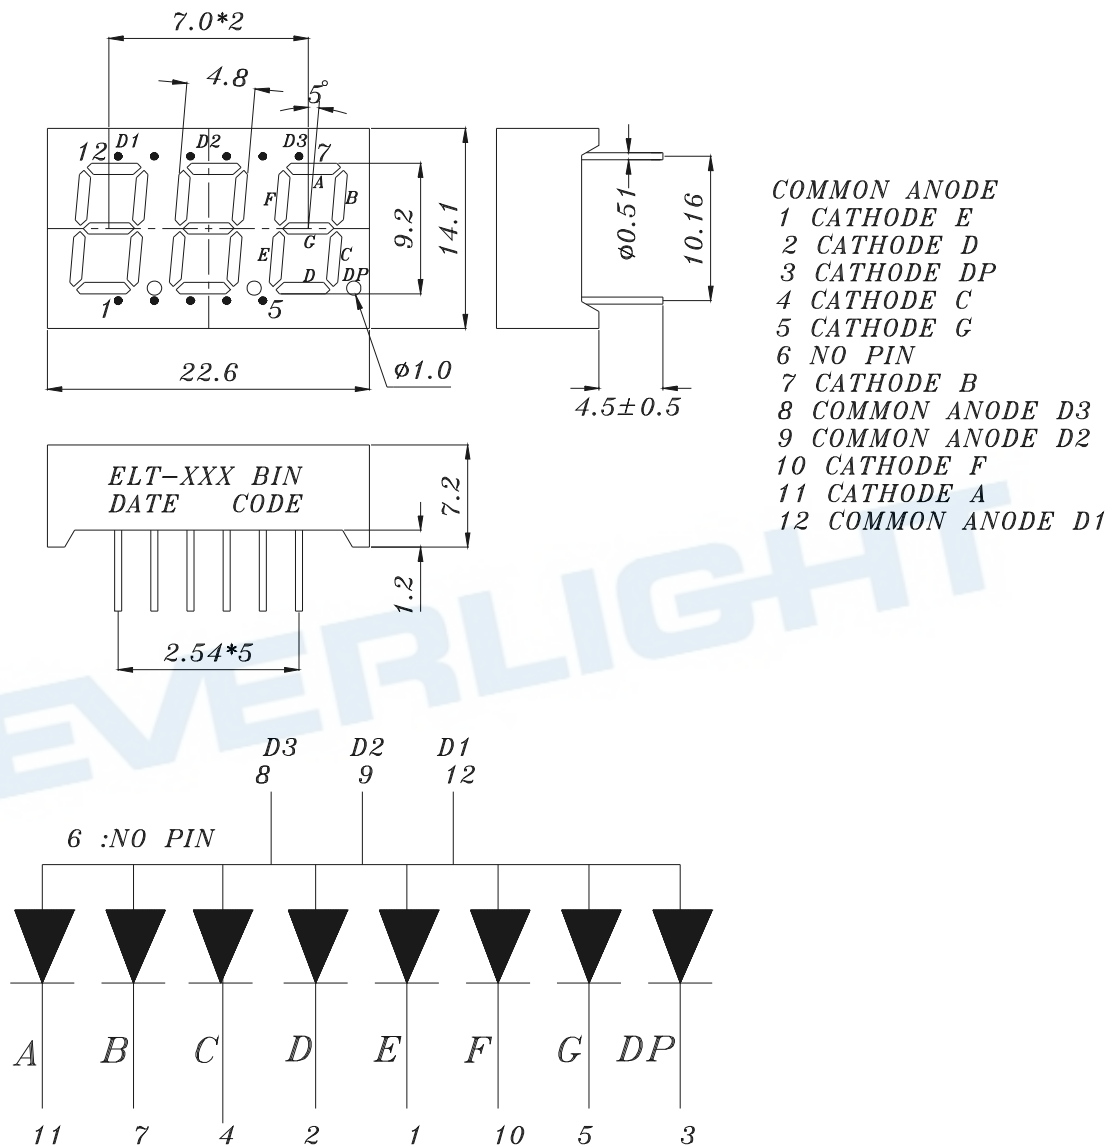 7.0*2
4.8
5°
12 D1 D2 D3 7
A
F B
G
E C
D DP
1 5
9.2
14.1
22.6
ø1.0
ø0.51
10.16
4.5±0.5
COMMON ANODE
1 CATHODE E
2 CATHODE D
3 CATHODE DP
4 CATHODE C
5 CATHODE G
6 NO PIN
7 CATHODE B
8 COMMON ANODE D3
9 COMMON ANODE D2
10 CATHODE F
11 CATHODE A
12 COMMON ANODE D1
ELT-XXX BIN
DATE CODE
7.2
1.2
2.54*5
EVERLIGHT
D3 D2 D1
8 9 12
6 :NO PIN
A B C D E F G DP
11 7 4 2 1 10 5 3